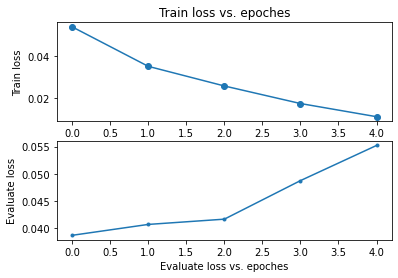 Train loss vs. epoches
Train loss
0.04
0.02
0.0 0.5 1.0 1.5 2.0 2.5 3.0 3.5 4.0
Evaluate loss
0.055
0.050
0.045
0.040
0.0 0.5 1.0 1.5 2.0 2.5 3.0 3.5 4.0
Evaluate loss vs. epoches